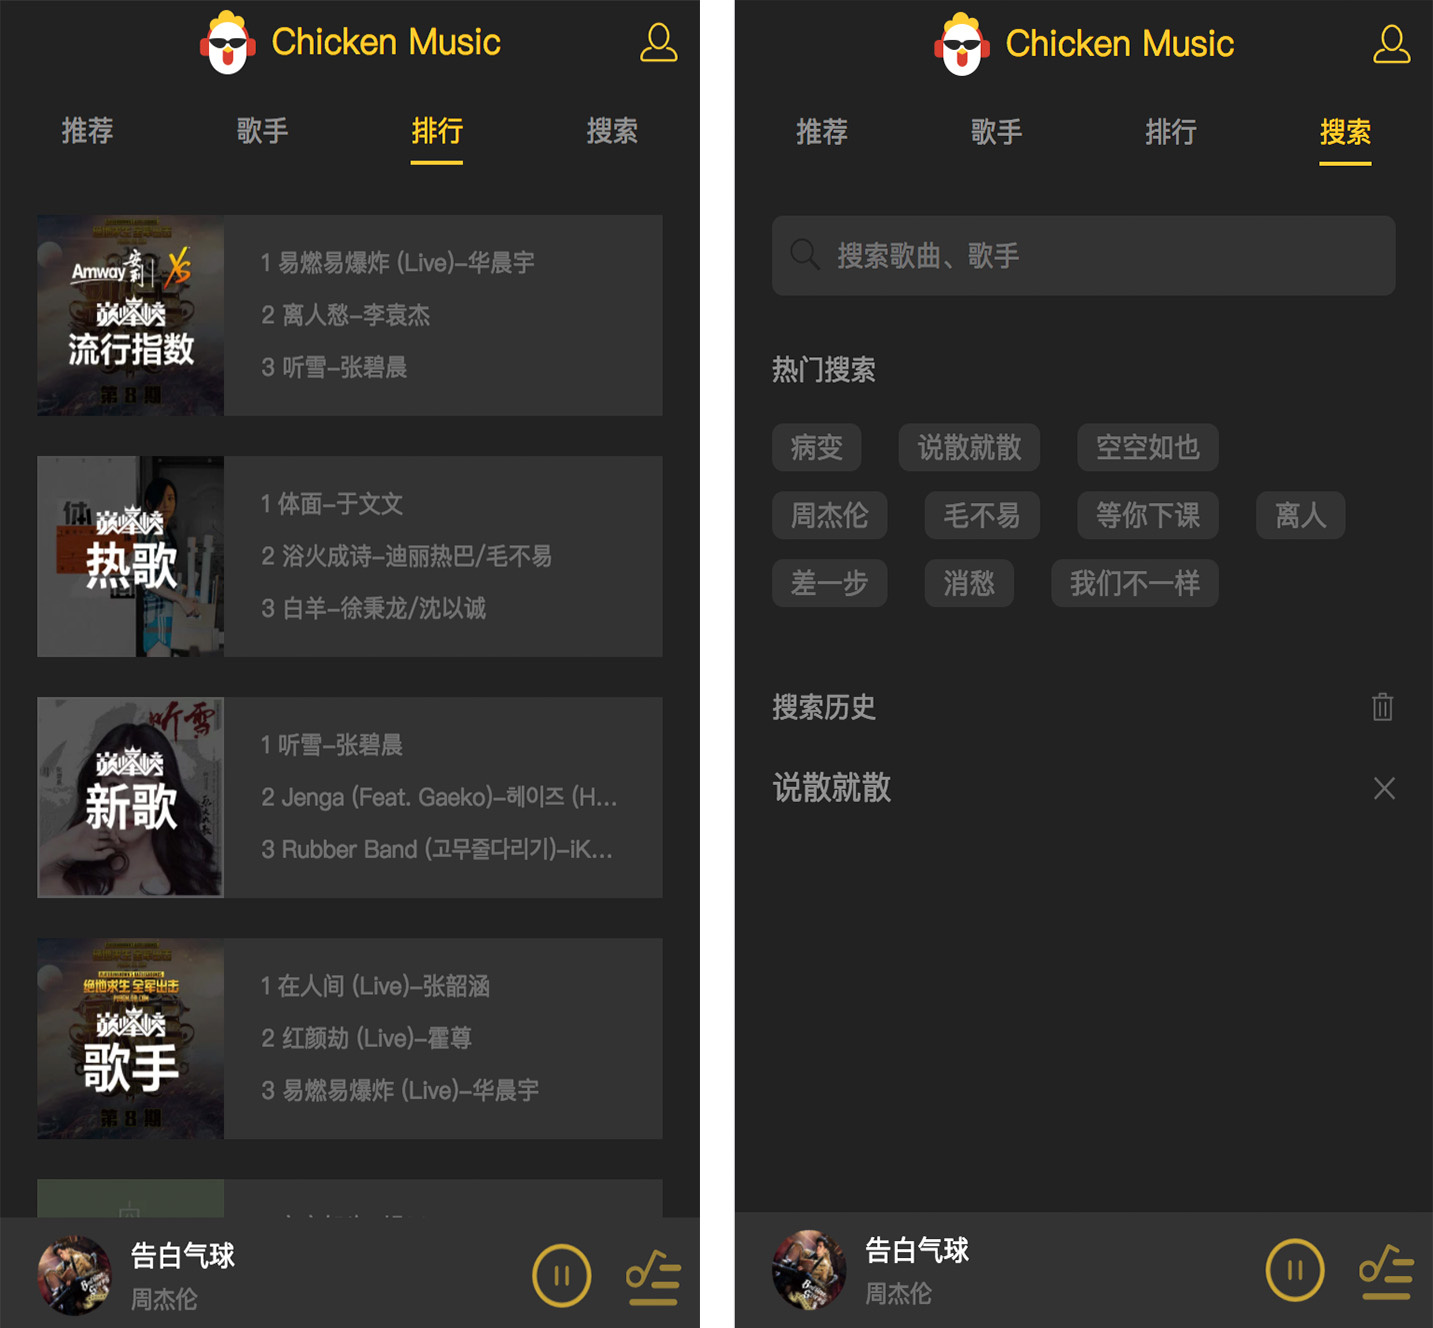 Chicken Music
推荐 歌手 排行 搜索
Amway 安利
巅峰榜
流行指数
第 8 期
1 易燃易爆炸 (Live)-华晨宇
2 离人愁-李袁杰
3 听雪-张碧晨
体
巅峰榜
热歌
1 体面-于文文
2 浴火成诗-迪丽热巴/毛不易
3 白羊-徐秉龙/沈以诚
听雪
巅峰榜
新歌
1 听雪-张碧晨
2 Jenga (Feat. Gaeko)-헤이즈 (H...
3 Rubber Band (고무줄다리기)-iK...
绝地求生 全军出击
巅峰榜
歌手
第 8 期
1 在人间 (Live)-张韶涵
2 红颜劫 (Live)-霍尊
3 易燃易爆炸 (Live)-华晨宇
告白气球
周杰伦
Chicken Music
推荐 歌手 排行 搜索
搜索歌曲、歌手
热门搜索
病变 说散就散 空空如也
周杰伦 毛不易 等你下课 离人
差一步 消愁 我们不一样
搜索历史
说散就散
告白气球
周杰伦